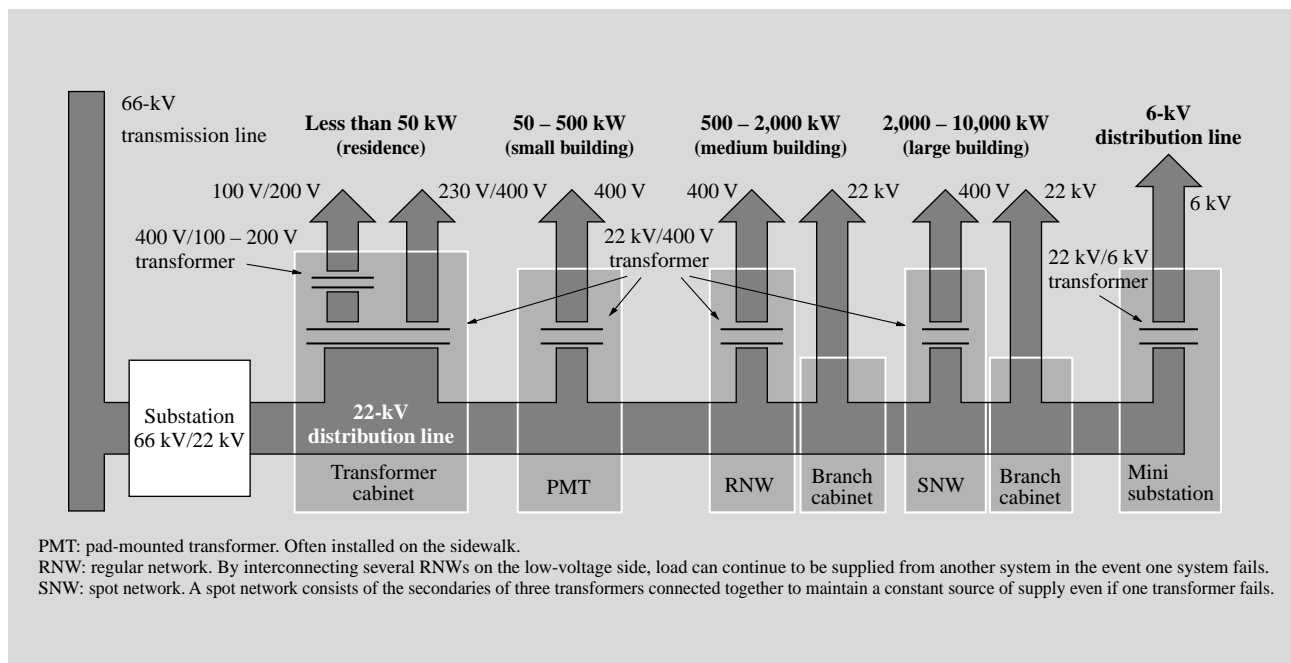 66-kV
transmission line
Less than 50 kW
(residence)
50 – 500 kW
(small building)
500 – 2,000 kW
(medium building)
2,000 – 10,000 kW
(large building)
6-kV
distribution line
100 V/200 V
230 V/400 V
400 V
400 V
22 kV
400 V
22 kV
6 kV
400 V/100 – 200 V
transformer
22 kV/400 V
transformer
22 kV/6 kV
transformer
Substation
66 kV/22 kV
22-kV
distribution line
Transformer
cabinet
PMT
RNW
Branch
cabinet
SNW
Branch
cabinet
Mini
substation
PMT: pad-mounted transformer. Often installed on the sidewalk.
RNW: regular network. By interconnecting several RNWs on the low-voltage side, load can continue to be supplied from another system in the event one system fails.
SNW: spot network. A spot network consists of the secondaries of three transformers connected together to maintain a constant source of supply even if one transformer fails.